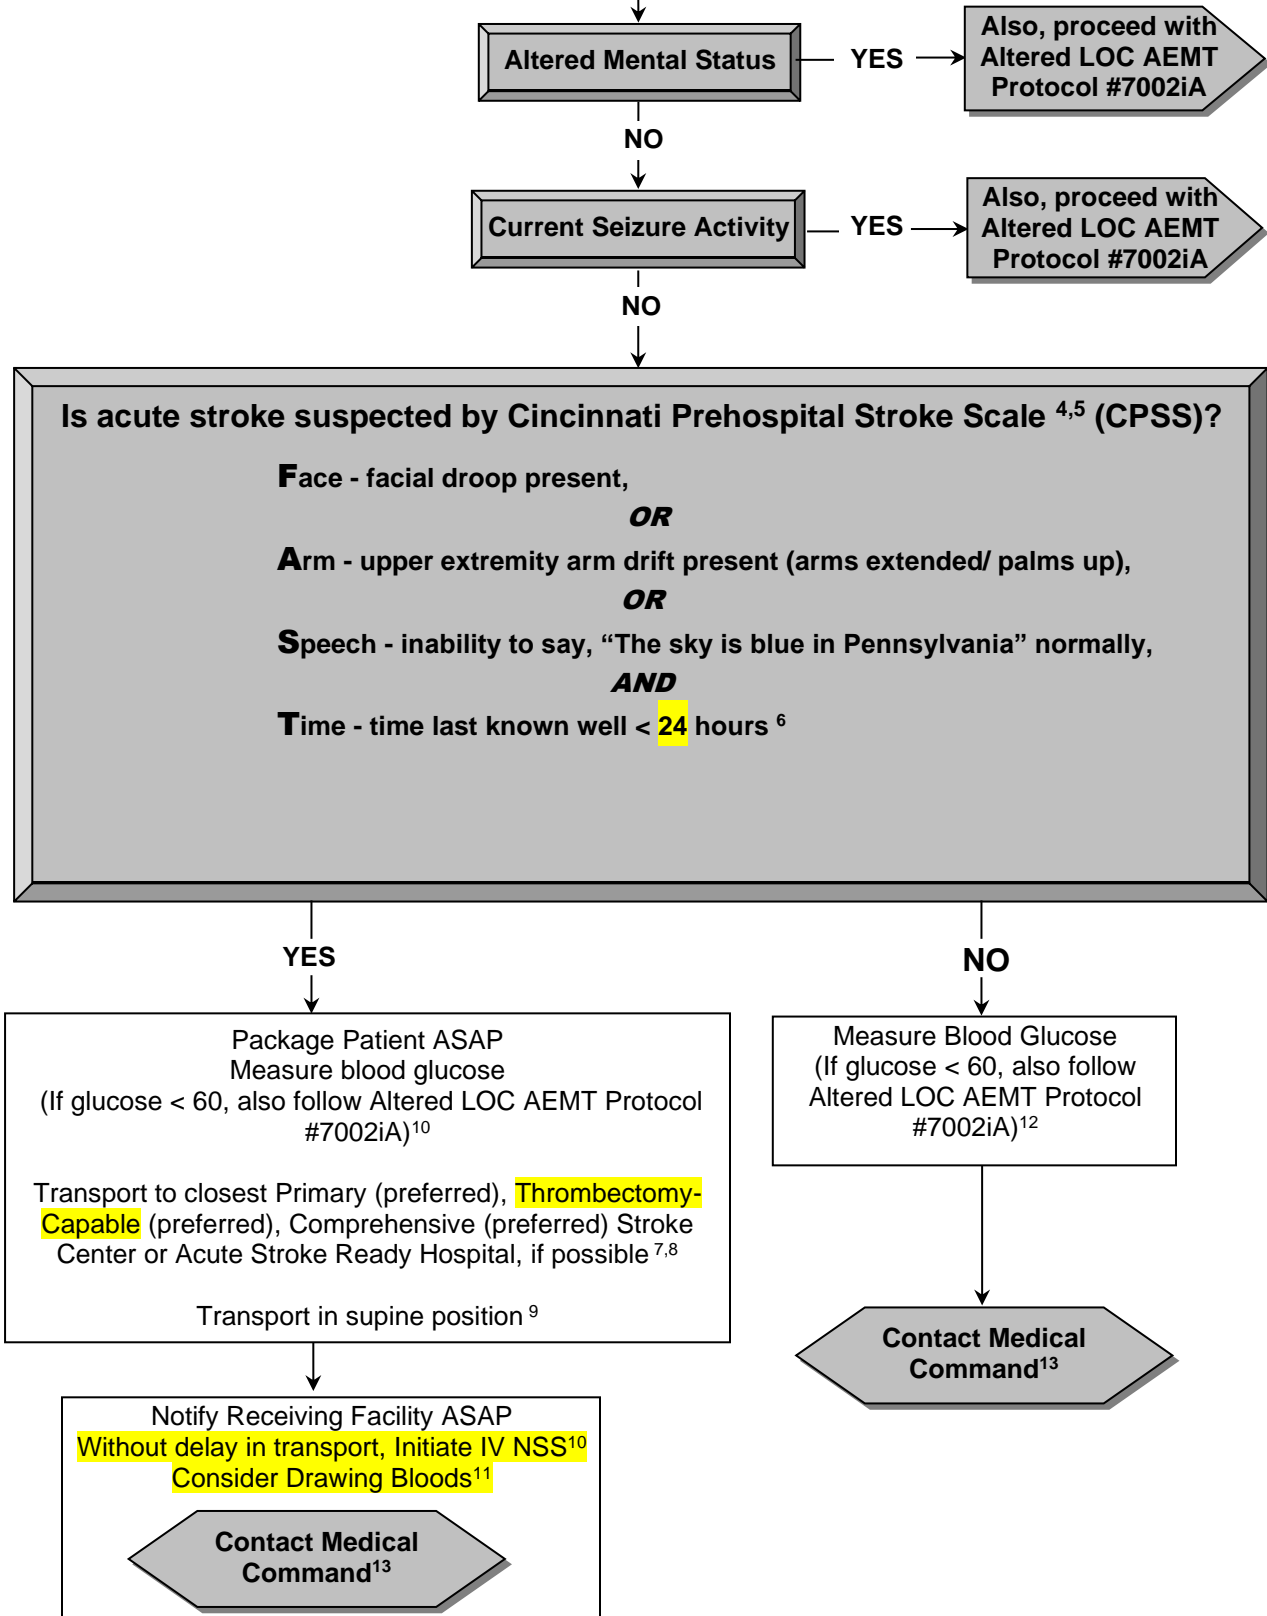 Altered Mental Status
YES
Also, proceed with
Altered LOC AEMT
Protocol #7002iA
NO
Current Seizure Activity
YES
Also, proceed with
Altered LOC AEMT
Protocol #7002iA
NO
Is acute stroke suspected by Cincinnati Prehospital Stroke Scale 4,5 (CPSS)?
Face - facial droop present,
OR
Arm - upper extremity arm drift present (arms extended/ palms up),
OR
Speech - inability to say, “The sky is blue in Pennsylvania” normally,
AND
Time - time last known well < 24 hours 6
YES
NO
Package Patient ASAP
Measure blood glucose
(If glucose < 60, also follow Altered LOC AEMT Protocol
#7002iA)10
Transport to closest Primary (preferred), Thrombectomy-
Capable (preferred), Comprehensive (preferred) Stroke
Center or Acute Stroke Ready Hospital, if possible 7,8
Transport in supine position 9
Measure Blood Glucose
(If glucose < 60, also follow
Altered LOC AEMT Protocol
#7002iA)12
Contact Medical
Command13
Notify Receiving Facility ASAP
Without delay in transport, Initiate IV NSS10
Consider Drawing Bloods11
Contact Medical
Command13